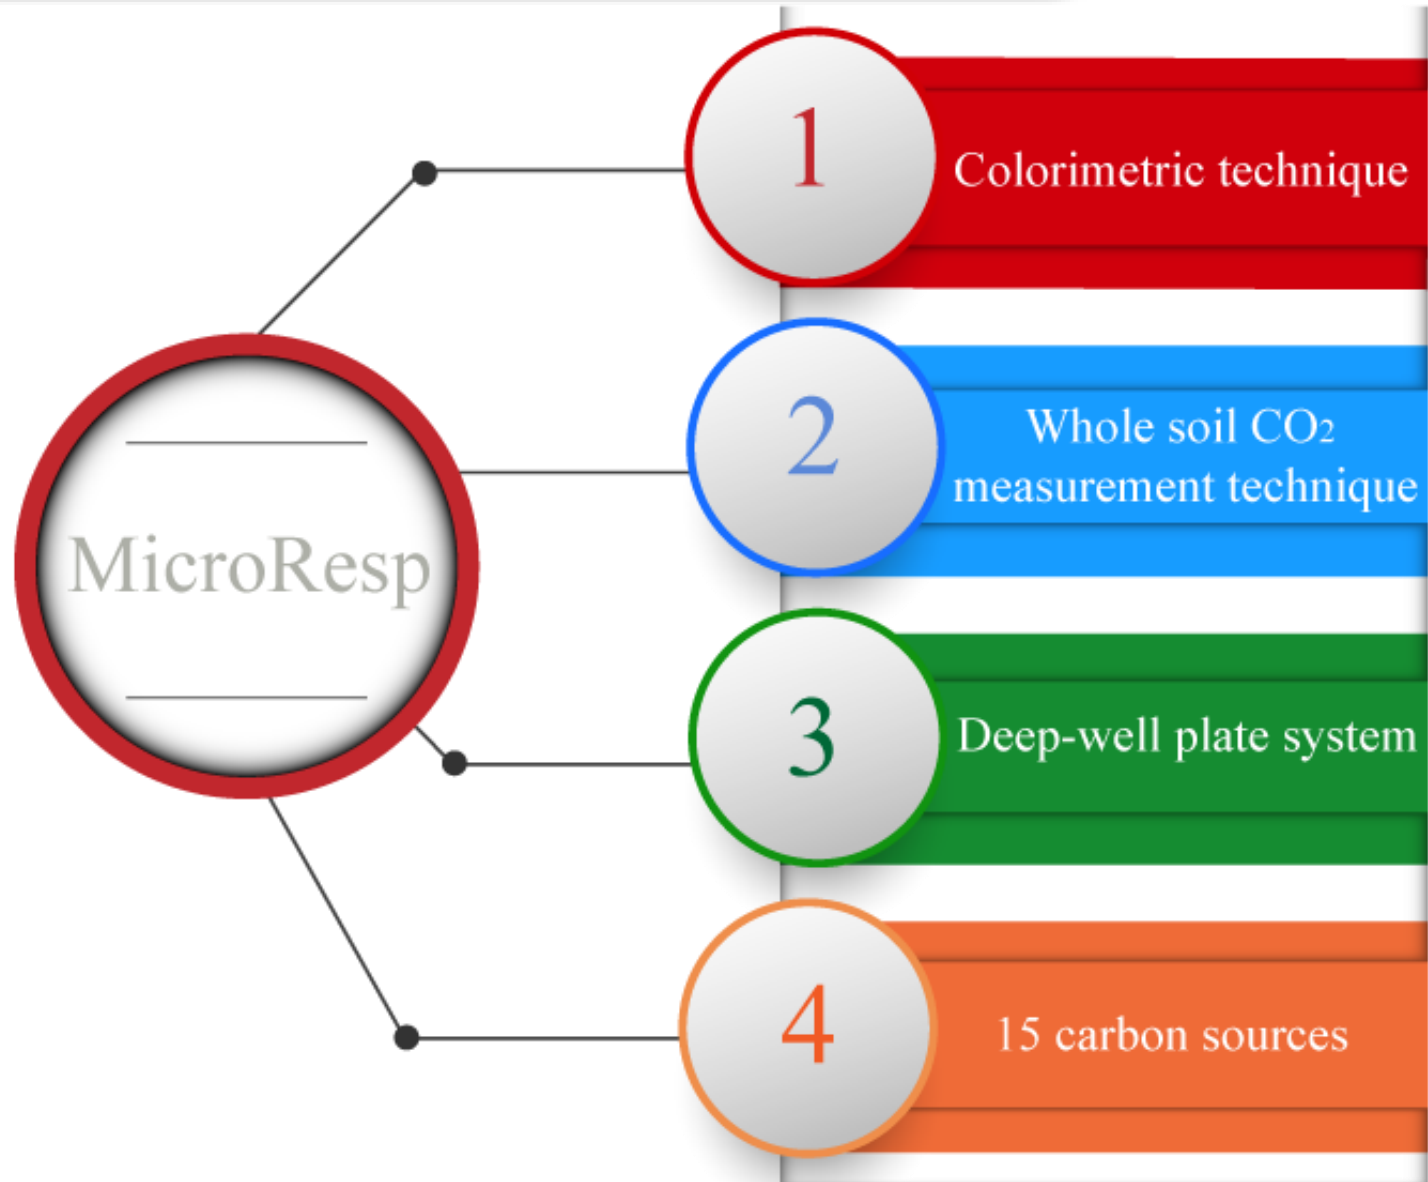 MicroResp
1
Colorimetric technique
2
Whole soil CO₂
measurement technique
3
Deep-well plate system
4
15 carbon sources